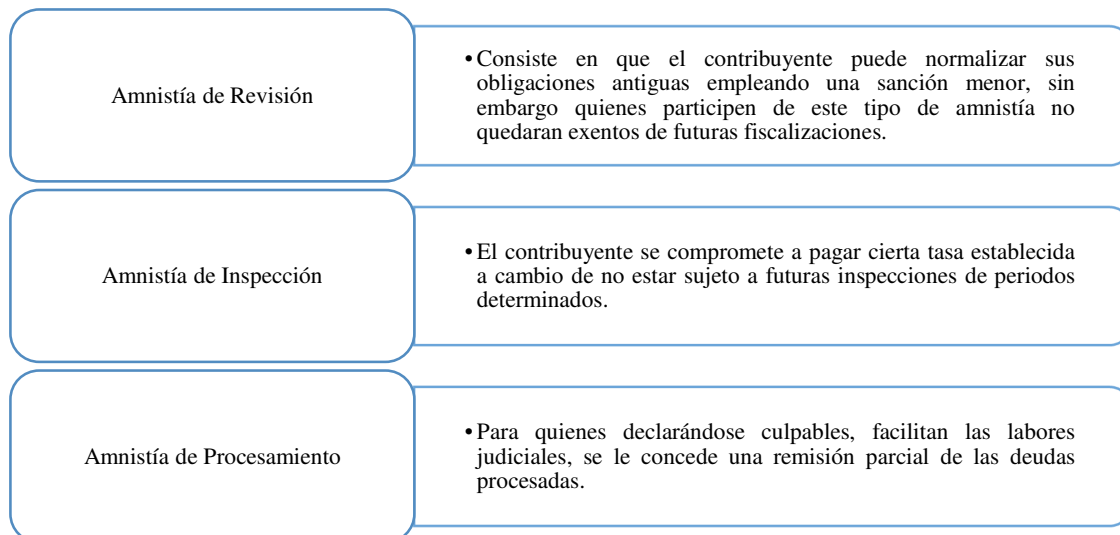 Amnistía de Revisión
•Consiste en que el contribuyente puede normalizar sus
obligaciones antiguas empleando una sanción menor, sin
embargo quienes participen de este tipo de amnistía no
quedaran exentos de futuras fiscalizaciones.
Amnistía de Inspección
•El contribuyente se compromete a pagar cierta tasa establecida
a cambio de no estar sujeto a futuras inspecciones de periodos
determinados.
Amnistía de Procesamiento
•Para quienes declarándose culpables, facilitan las labores
judiciales, se le concede una remisión parcial de las deudas
procesadas.